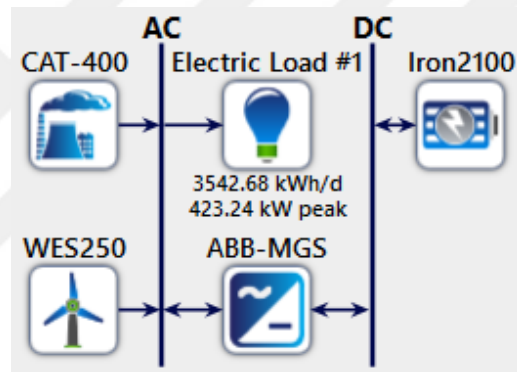 AC
DC
CAT-400
Electric Load #1
Iron2100
3542.68 kWh/d
423.24 kW peak
WES250
ABB-MGS